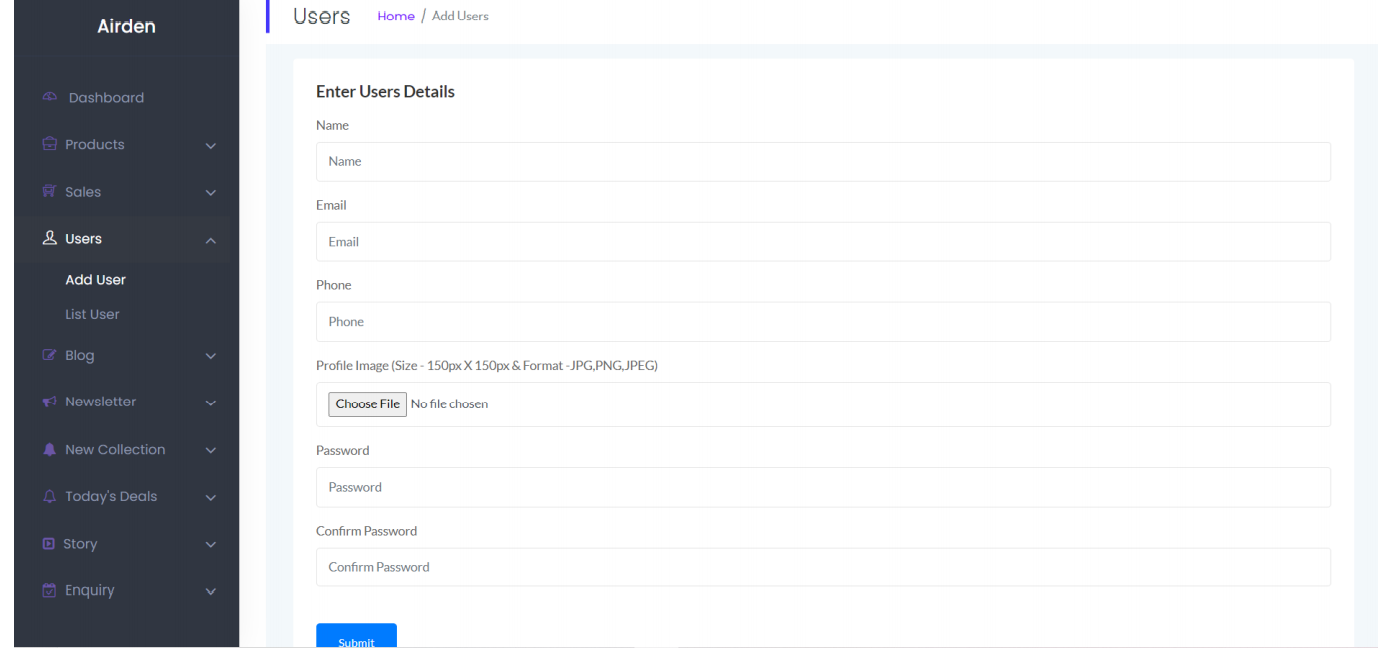 Airden
Dashboard
Products
Sales
Users
Add User
List User
Blog
Newsletter
New Collection
Today's Deals
Story
Enquiry
Users Home / Add Users
Enter Users Details
Name
Name
Email
Email
Phone
Phone
Profile Image (Size - 150px X 150px & Format -JPG,PNG,JPEG)
Choose File No file chosen
Password
Password
Confirm Password
Confirm Password
Submit